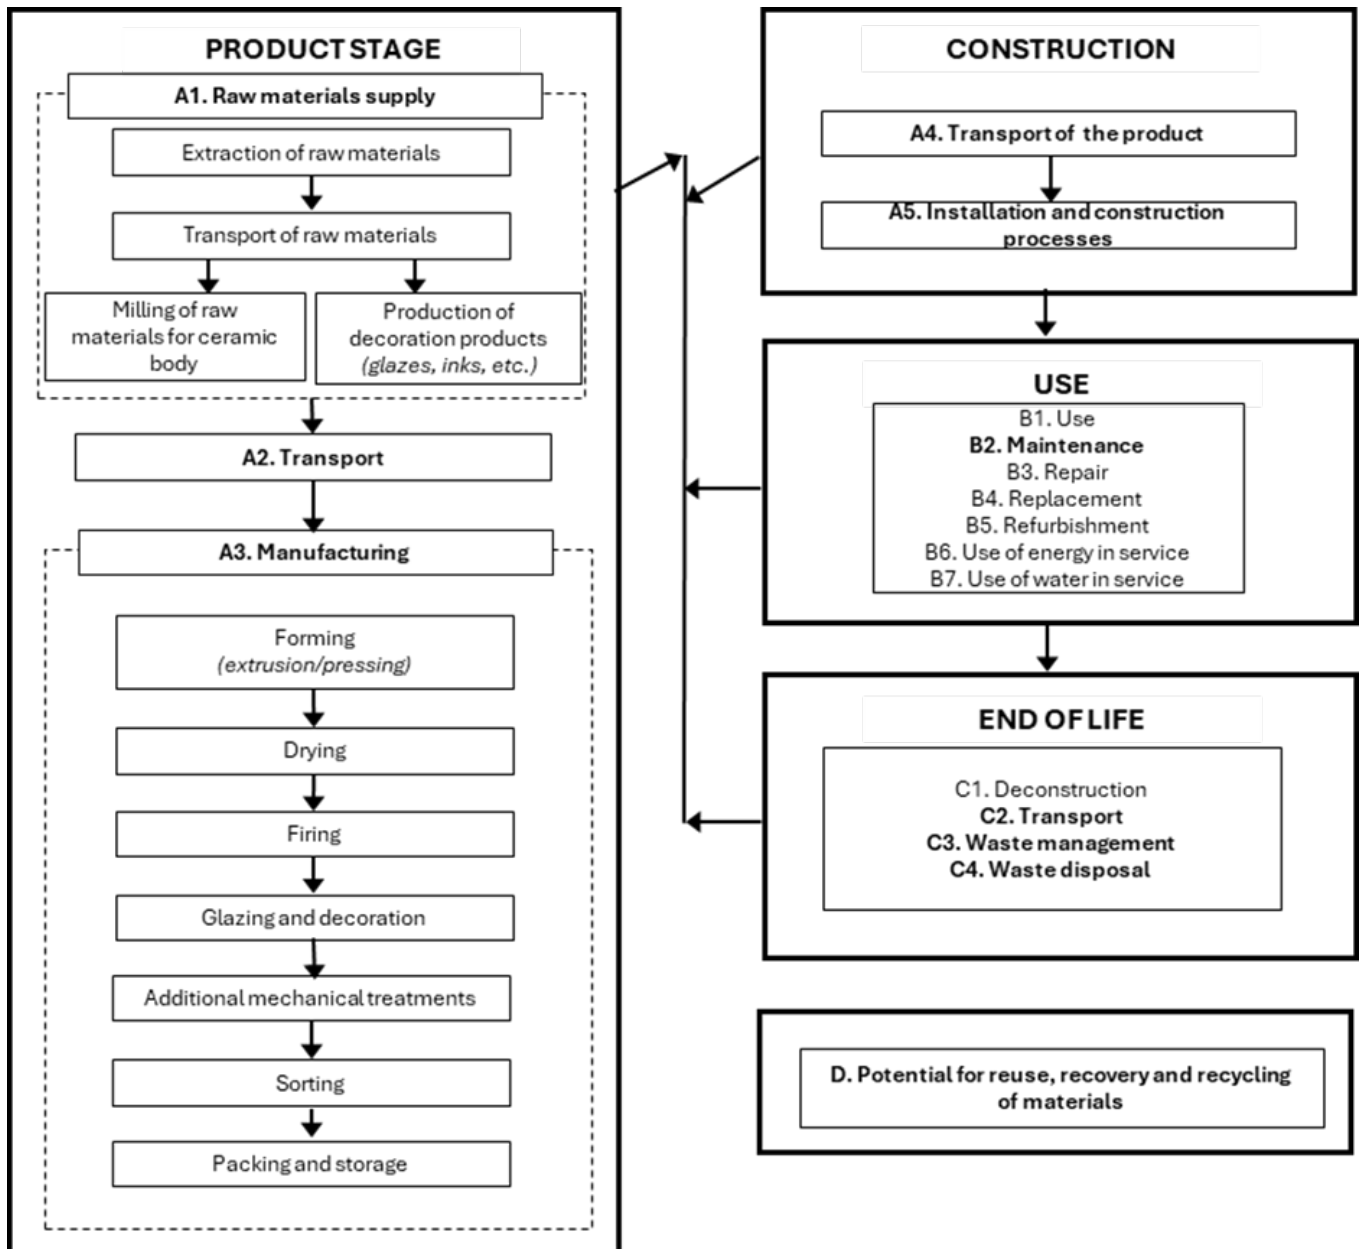 PRODUCT STAGE
A1. Raw materials supply
Extraction of raw materials
Transport of raw materials
Milling of raw
materials for ceramic
body
Production of
decoration products
(glazes, inks, etc.)
A2. Transport
A3. Manufacturing
Forming
(extrusion/pressing)
Drying
Firing
Glazing and decoration
Additional mechanical treatments
Sorting
Packing and storage
CONSTRUCTION
A4. Transport of the product
A5. Installation and construction
processes
USE
B1. Use
B2. Maintenance
B3. Repair
B4. Replacement
B5. Refurbishment
B6. Use of energy in service
B7. Use of water in service
END OF LIFE
C1. Deconstruction
C2. Transport
C3. Waste management
C4. Waste disposal
D. Potential for reuse, recovery and recycling
of materials